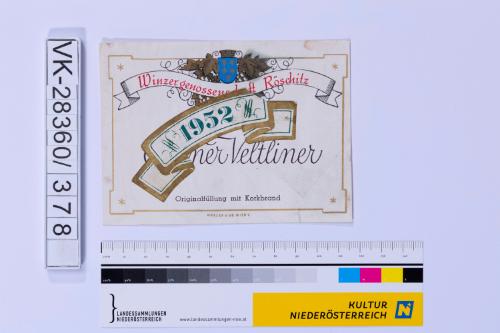 VK-28360/378
Winzergenossenschaft Röschitz
1952
ner Veltliner
Originalfüllung mit Korkbrand
LANDESSAMMLUNGEN
NIEDERÖSTERREICH
www.landessammlungen-noe.at
KULTUR
NIEDERÖSTERREICH
N